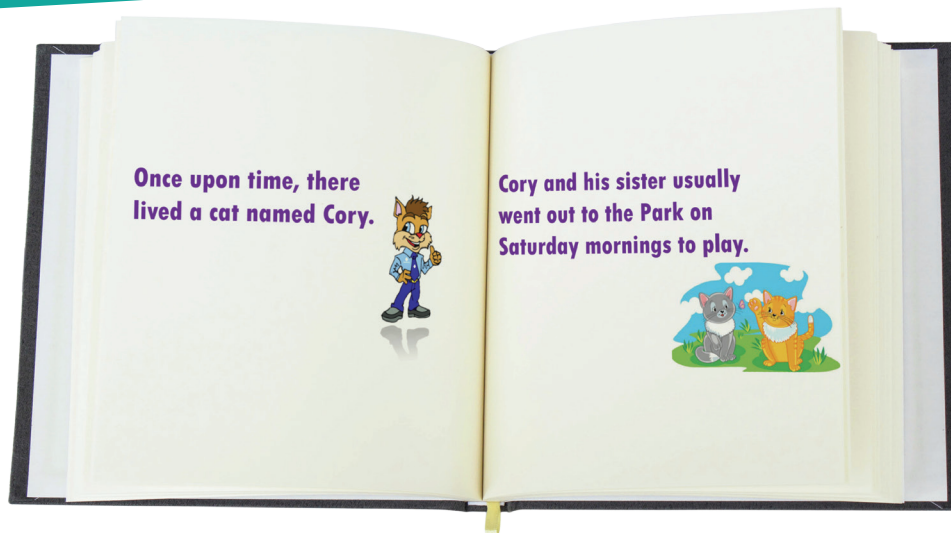 Once upon time, there
lived a cat named Cory.
Cory and his sister usually
went out to the Park on
Saturday mornings to play.